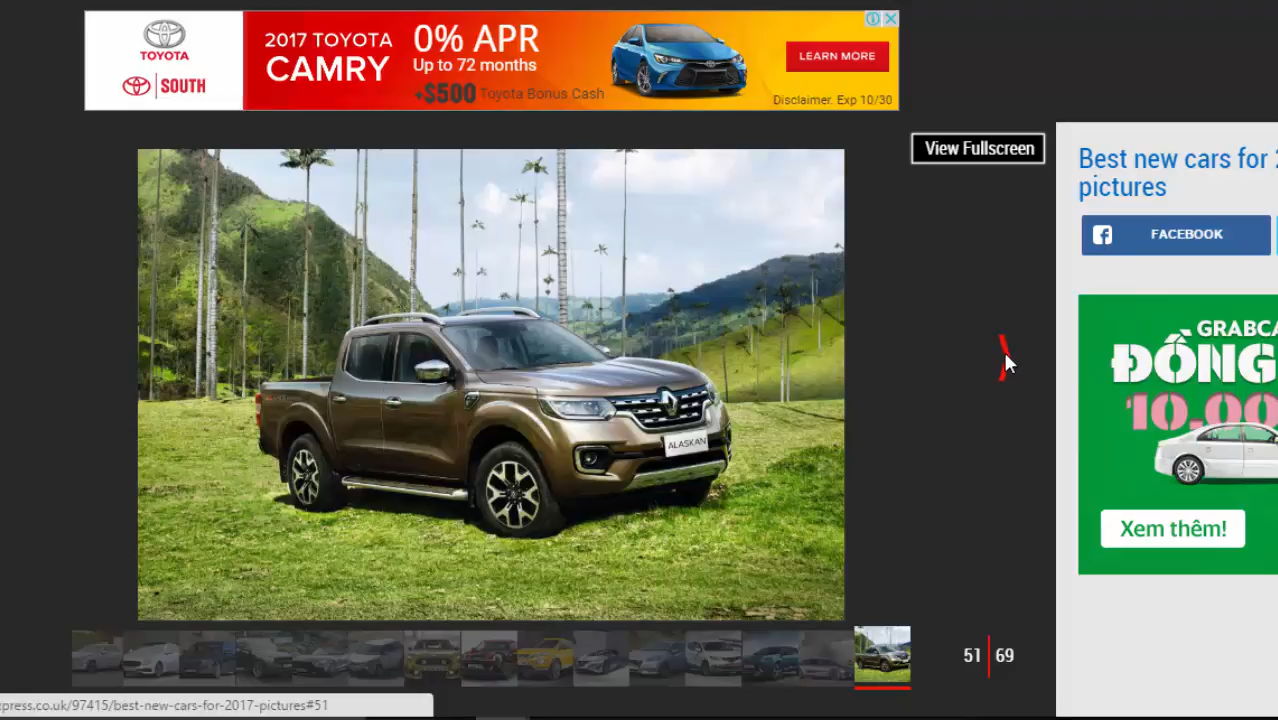 TOYOTA
SOUTH
2017 TOYOTA
CAMRY
0% APR
Up to 72 months
+$500 Toyota Bonus Cash
LEARN MORE
Disclaimer. Exp 10/30
View Fullscreen
Best new cars for
pictures
FACEBOOK
ALASKAN
GRABCA
ĐỒNG
10.00
Xem thêm!
51 69
press.co.uk/97415/best-new-cars-for-2017-pictures#51